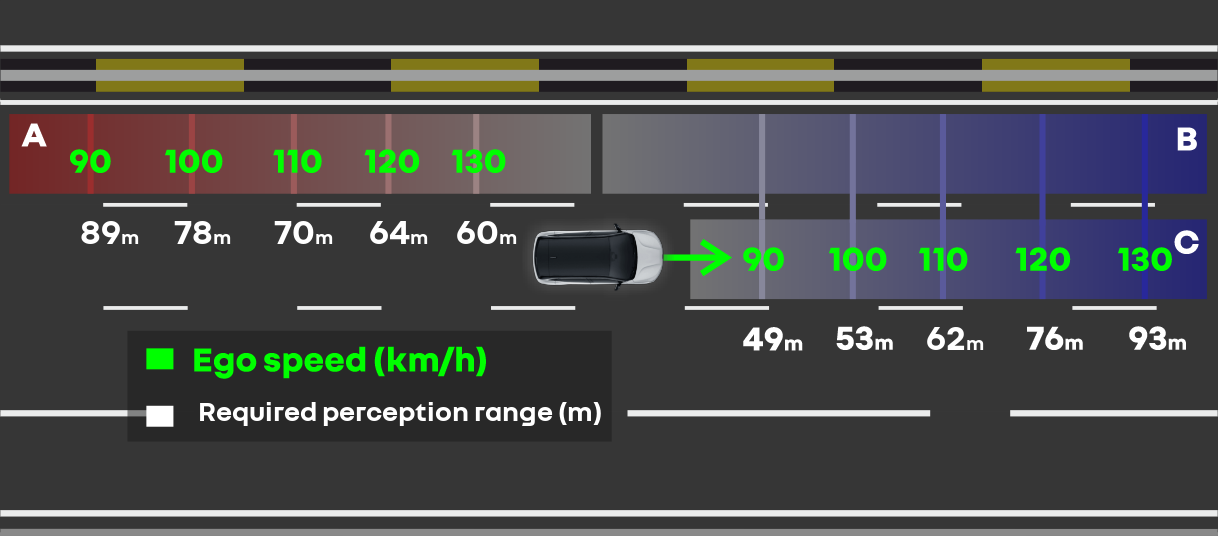 A
B
90 100 110 120 130
89m 78m 70m 64m 60m
C
90 100 110 120 130
49m 53m 62m 76m 93m
Ego speed (km/h)
Required perception range (m)